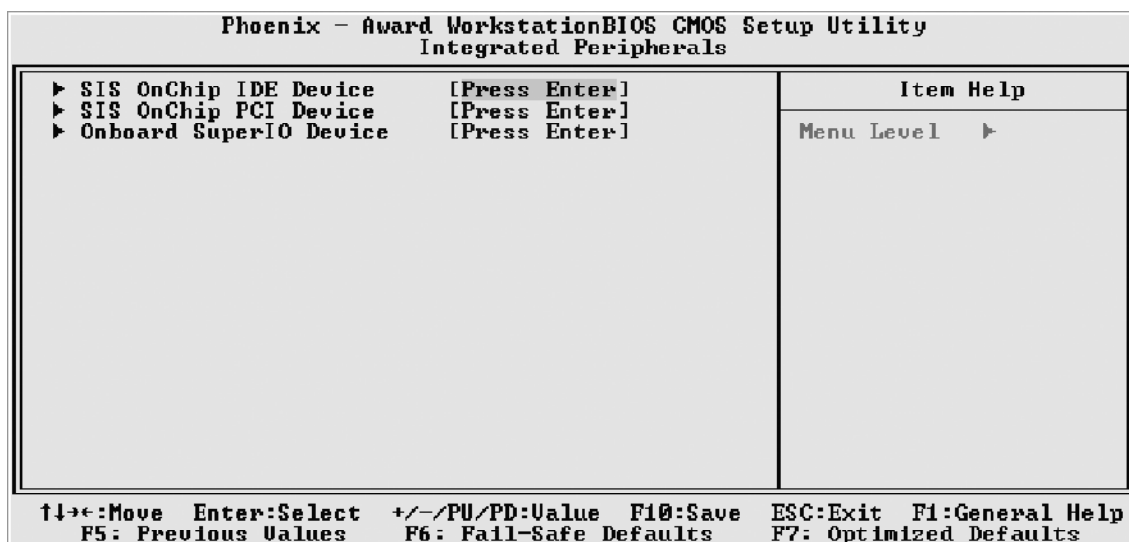 Phoenix – Award WorkstationBIOS CMOS Setup Utility
Integrated Peripherals
▶ SIS OnChip IDE Device [Press Enter]
▶ SIS OnChip PCI Device [Press Enter]
▶ Onboard SuperIO Device [Press Enter]
Item Help
Menu Level ▶
↑↓→←:Move Enter:Select +/-/PU/PD:Value F10:Save ESC:Exit F1:General Help
F5: Previous Values F6: Fail-Safe Defaults F7: Optimized Defaults